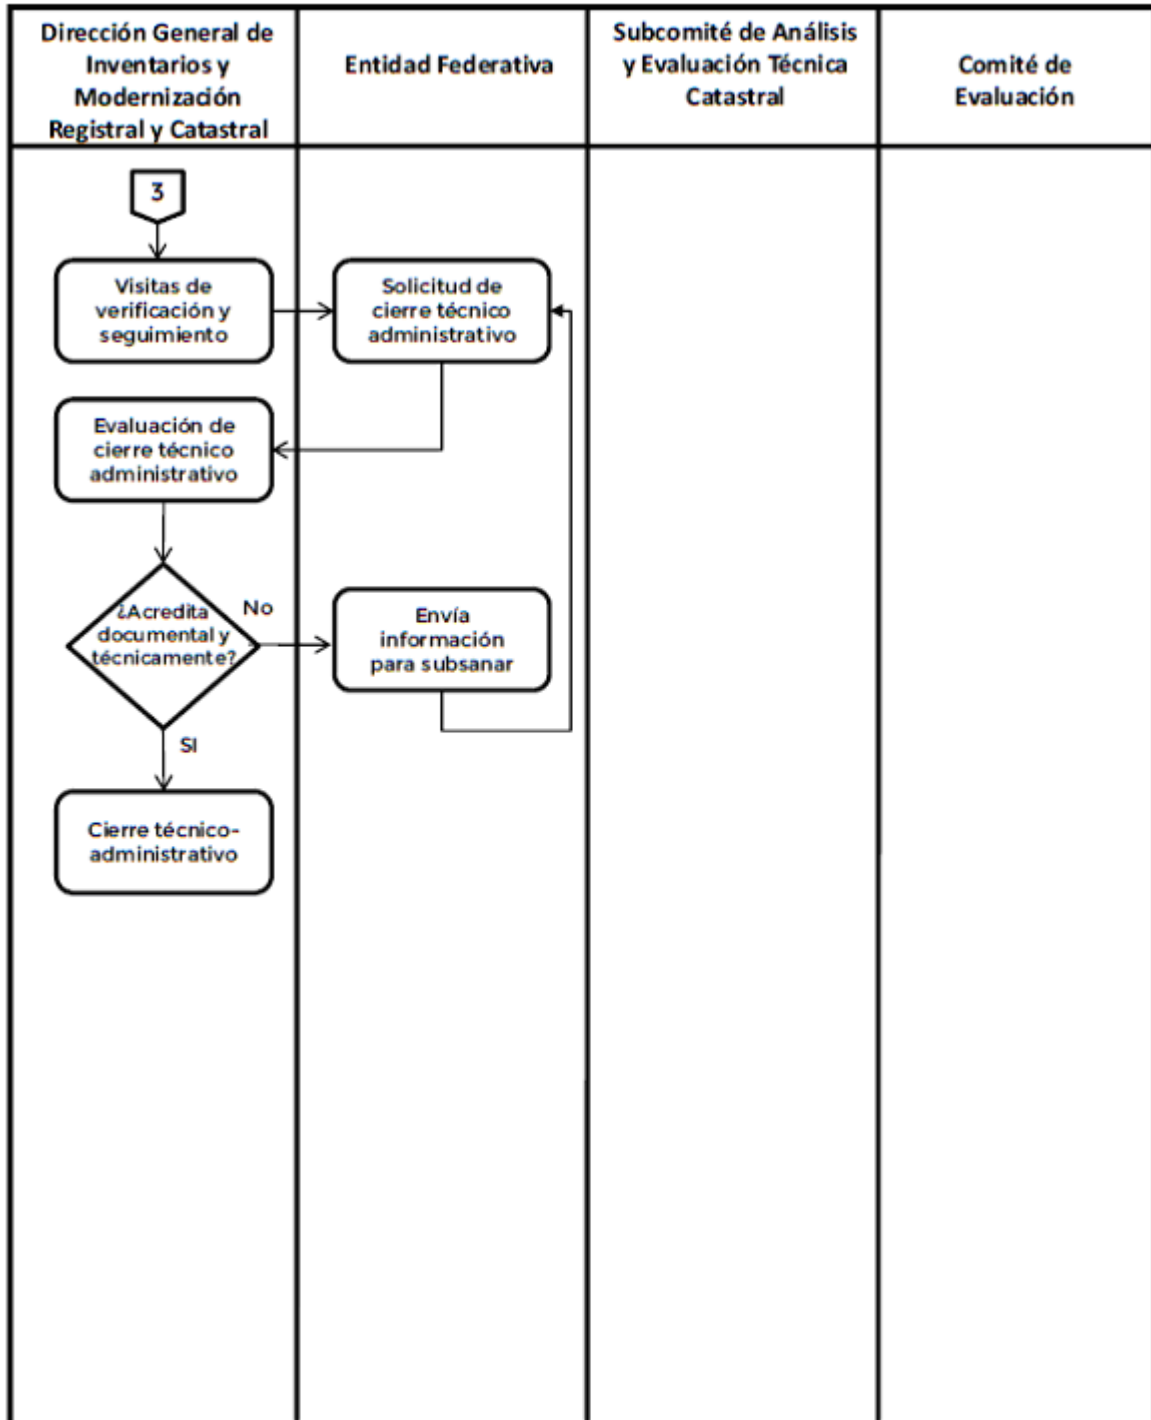 Dirección General de
Inventarios y
Modernización
Registral y Catastral
Entidad Federativa
Subcomité de Análisis
y Evaluación Técnica
Catastral
Comité de
Evaluación
3
Visitas de
verificación y
seguimiento
Solicitud de
cierre técnico
administrativo
Evaluación de
cierre técnico
administrativo
¿Acredita
documental y
técnicamente?
No
Envía
información
para subsanar
SI
Cierre técnico-
administrativo